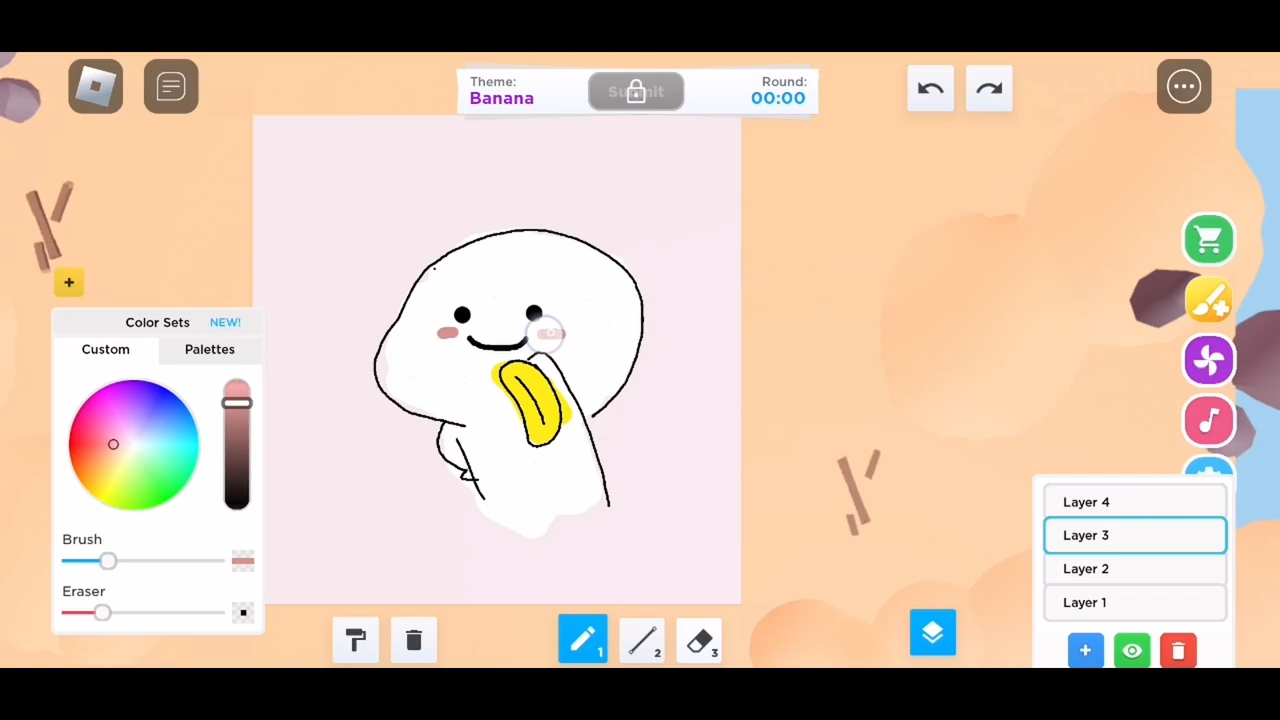 Theme:
Banana
Submit
Round:
00:00
+
Color Sets NEW!
Custom Palettes
Brush
Eraser
1
2
3
Layer 4
Layer 3
Layer 2
Layer 1
+